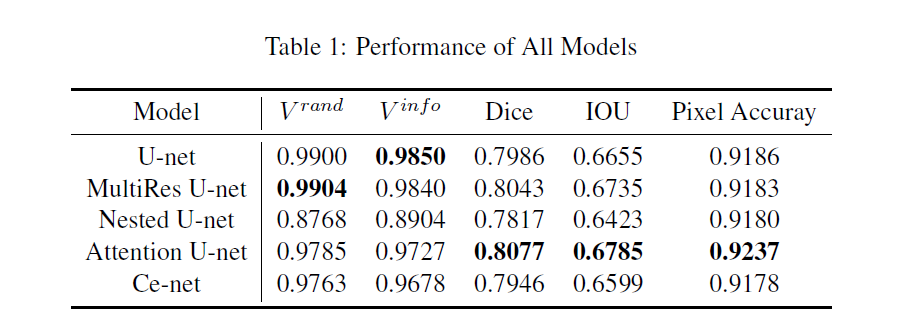 Table 1: Performance of All Models
Model V^rand V^info Dice IOU Pixel Accuray
U-net 0.9900 0.9850 0.7986 0.6655 0.9186
MultiRes U-net 0.9904 0.9840 0.8043 0.6735 0.9183
Nested U-net 0.8768 0.8904 0.7817 0.6423 0.9180
Attention U-net 0.9785 0.9727 0.8077 0.6785 0.9237
Ce-net 0.9763 0.9678 0.7946 0.6599 0.9178